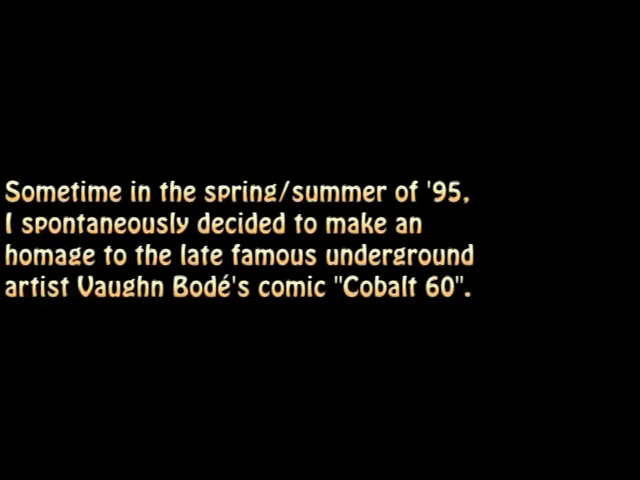 Sometime in the spring/summer of '95,
I spontaneously decided to make an
homage to the late famous underground
artist Vaughn Bodé's comic "Cobalt 60".